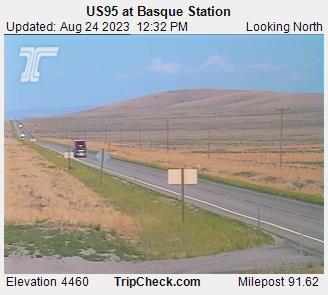 US95 at Basque Station
Updated: Aug 24 2023 12:32 PM Looking North
Elevation 4460 TripCheck.com Milepost 91.62